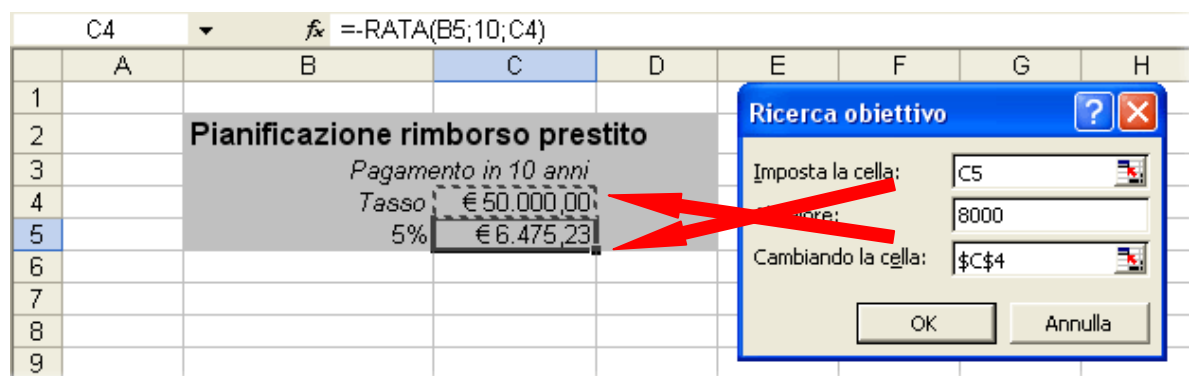 C4 fx =-RATA(B5;10;C4)
A B C D E F G H
1
2 Pianificazione rimborso prestito
3 Pagamento in 10 anni
4 Tasso € 50.000,00
5 5% € 6.475,23
6
7
8
9
Ricerca obiettivo ?
Imposta la cella: C5
8000
Cambiando la cella: $C$4
OK Annulla